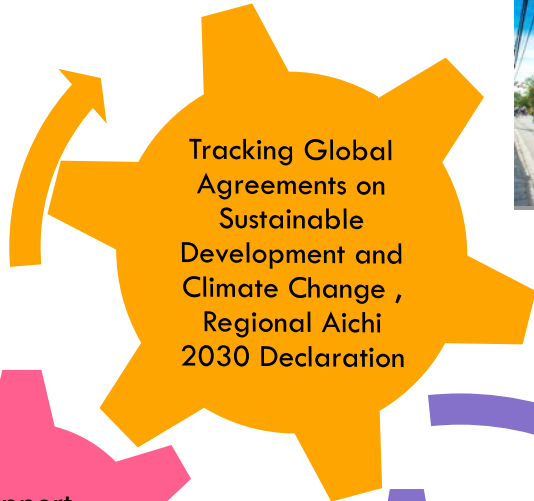 Tracking Global
Agreements on
Sustainable
Development and
Climate Change ,
Regional Aichi
2030 Declaration